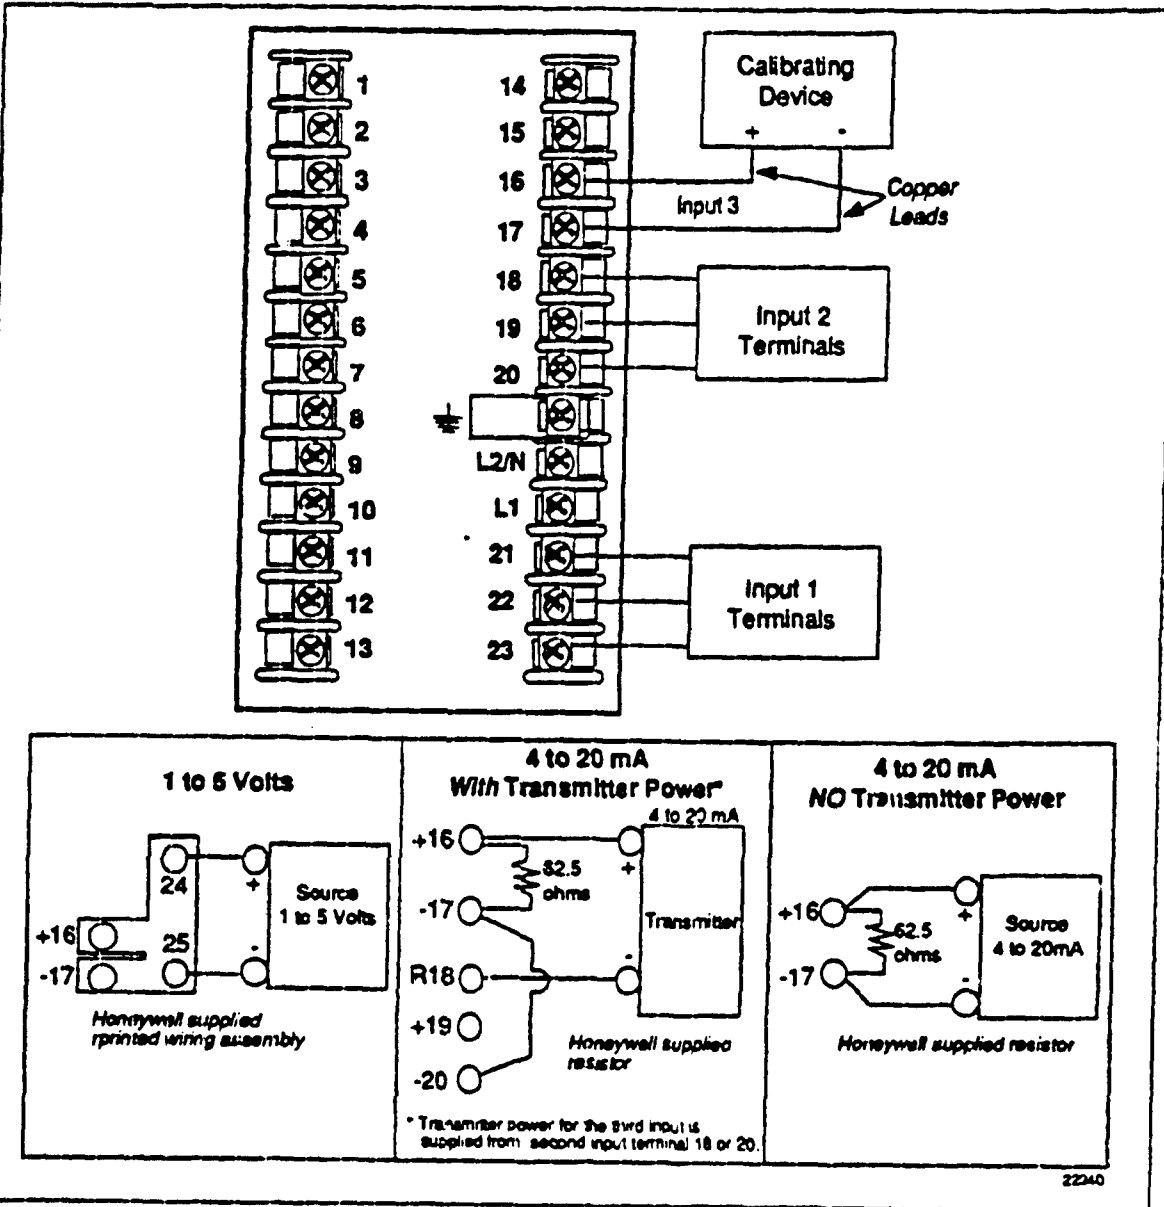 1
2
3
4
5
6
7
8
9
10
11
12
13
14
15
16
17
18
19
20
L2/N
L1
21
22
23
Calibrating
Device
+ -
Copper
Leads
Input 3
Input 2
Terminals
Input 1
Terminals
1 to 5 Volts
24
25
+16
-17
+
-
Source
1 to 5 Volts
Honeywell supplied
rprinted wiring assembly
4 to 20 mA
With Transmitter Power*
4 to 20 mA
+16
-17
R18
+19
-20
62.5
ohms
+
-
Transmitter
Honeywell supplied
resistor
* Transmitter power for the third input is
supplied from second input terminal 18 or 20.
4 to 20 mA
NO Transmitter Power
+16
-17
62.5
ohms
+
-
Source
4 to 20mA
Honeywell supplied resistor
22340